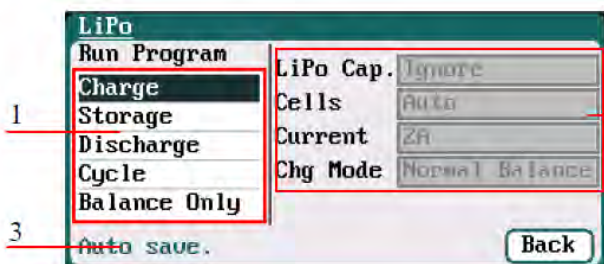 LiPo
Run Program
Charge
Storage
Discharge
Cycle
Balance Only
LiPo Cap. Ignore
Cells Auto
Current 2A
Chg Mode Normal Balance
1
3
Auto save.
Back